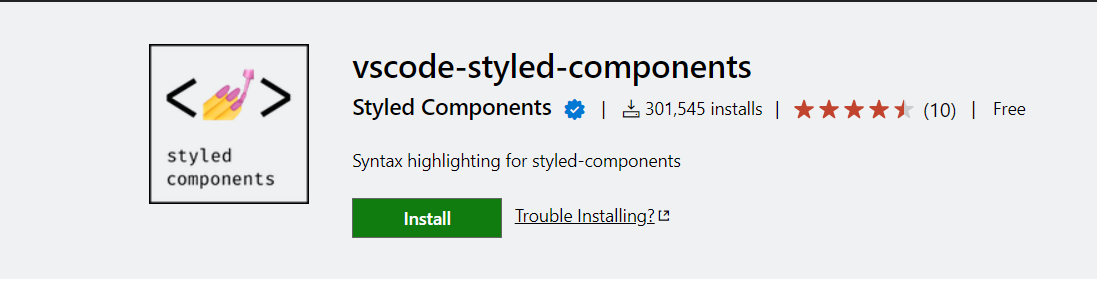 vscode-styled-components
Styled Components | 301,545 installs | (10) | Free
Syntax highlighting for styled-components
Install Trouble Installing?
< >
styled
components